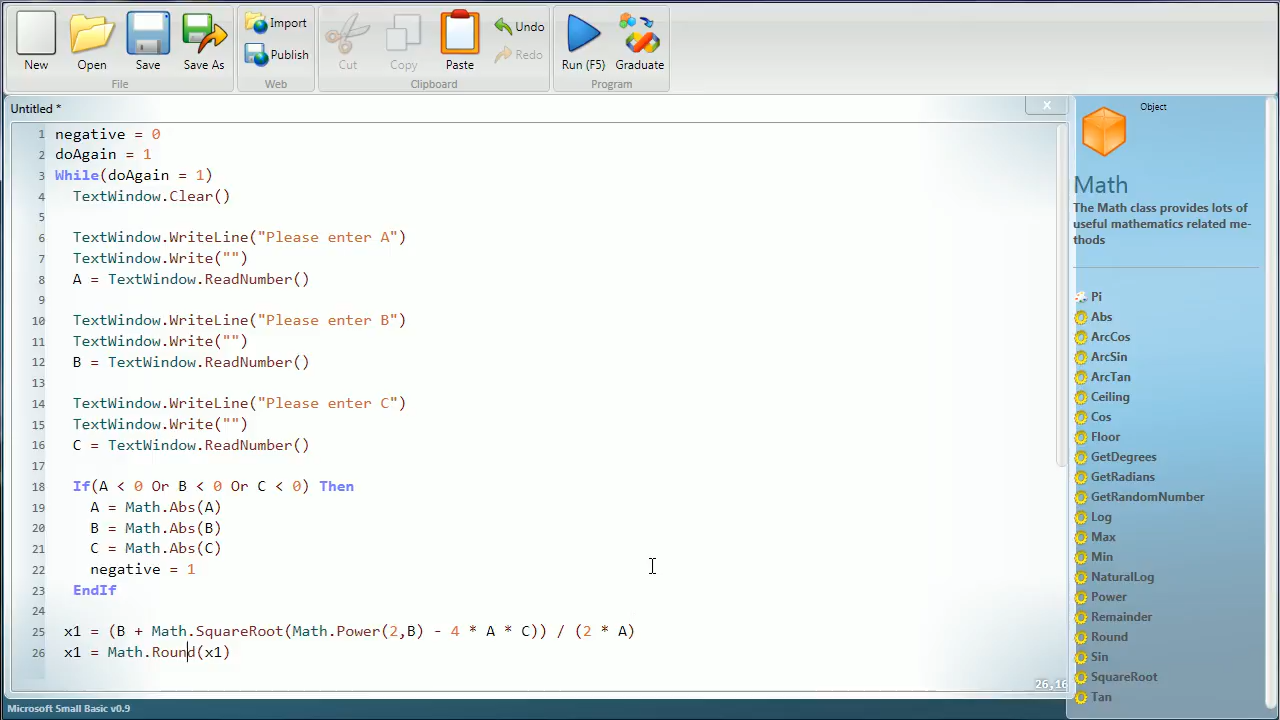 New
Open
Save
Save As
File
Import
Publish
Web
Cut
Copy
Paste
Undo
Redo
Clipboard
Run (F5)
Graduate
Program
Untitled *
1 negative = 0
2 doAgain = 1
3 While(doAgain = 1)
4 TextWindow.Clear()
5
6 TextWindow.WriteLine("Please enter A")
7 TextWindow.Write("")
8 A = TextWindow.ReadNumber()
9
10 TextWindow.WriteLine("Please enter B")
11 TextWindow.Write("")
12 B = TextWindow.ReadNumber()
13
14 TextWindow.WriteLine("Please enter C")
15 TextWindow.Write("")
16 C = TextWindow.ReadNumber()
17
18 If(A < 0 Or B < 0 Or C < 0) Then
19 A = Math.Abs(A)
20 B = Math.Abs(B)
21 C = Math.Abs(C)
22 negative = 1
23 EndIf
24
25 x1 = (B + Math.SquareRoot(Math.Power(2,B) - 4 * A * C)) / (2 * A)
26 x1 = Math.Round(x1)
26,16
Object
Math
The Math class provides lots of
useful mathematics related me-
thods
Pi
Abs
ArcCos
ArcSin
ArcTan
Ceiling
Cos
Floor
GetDegrees
GetRadians
GetRandomNumber
Log
Max
Min
NaturalLog
Power
Remainder
Round
Sin
SquareRoot
Tan
Microsoft Small Basic v0.9